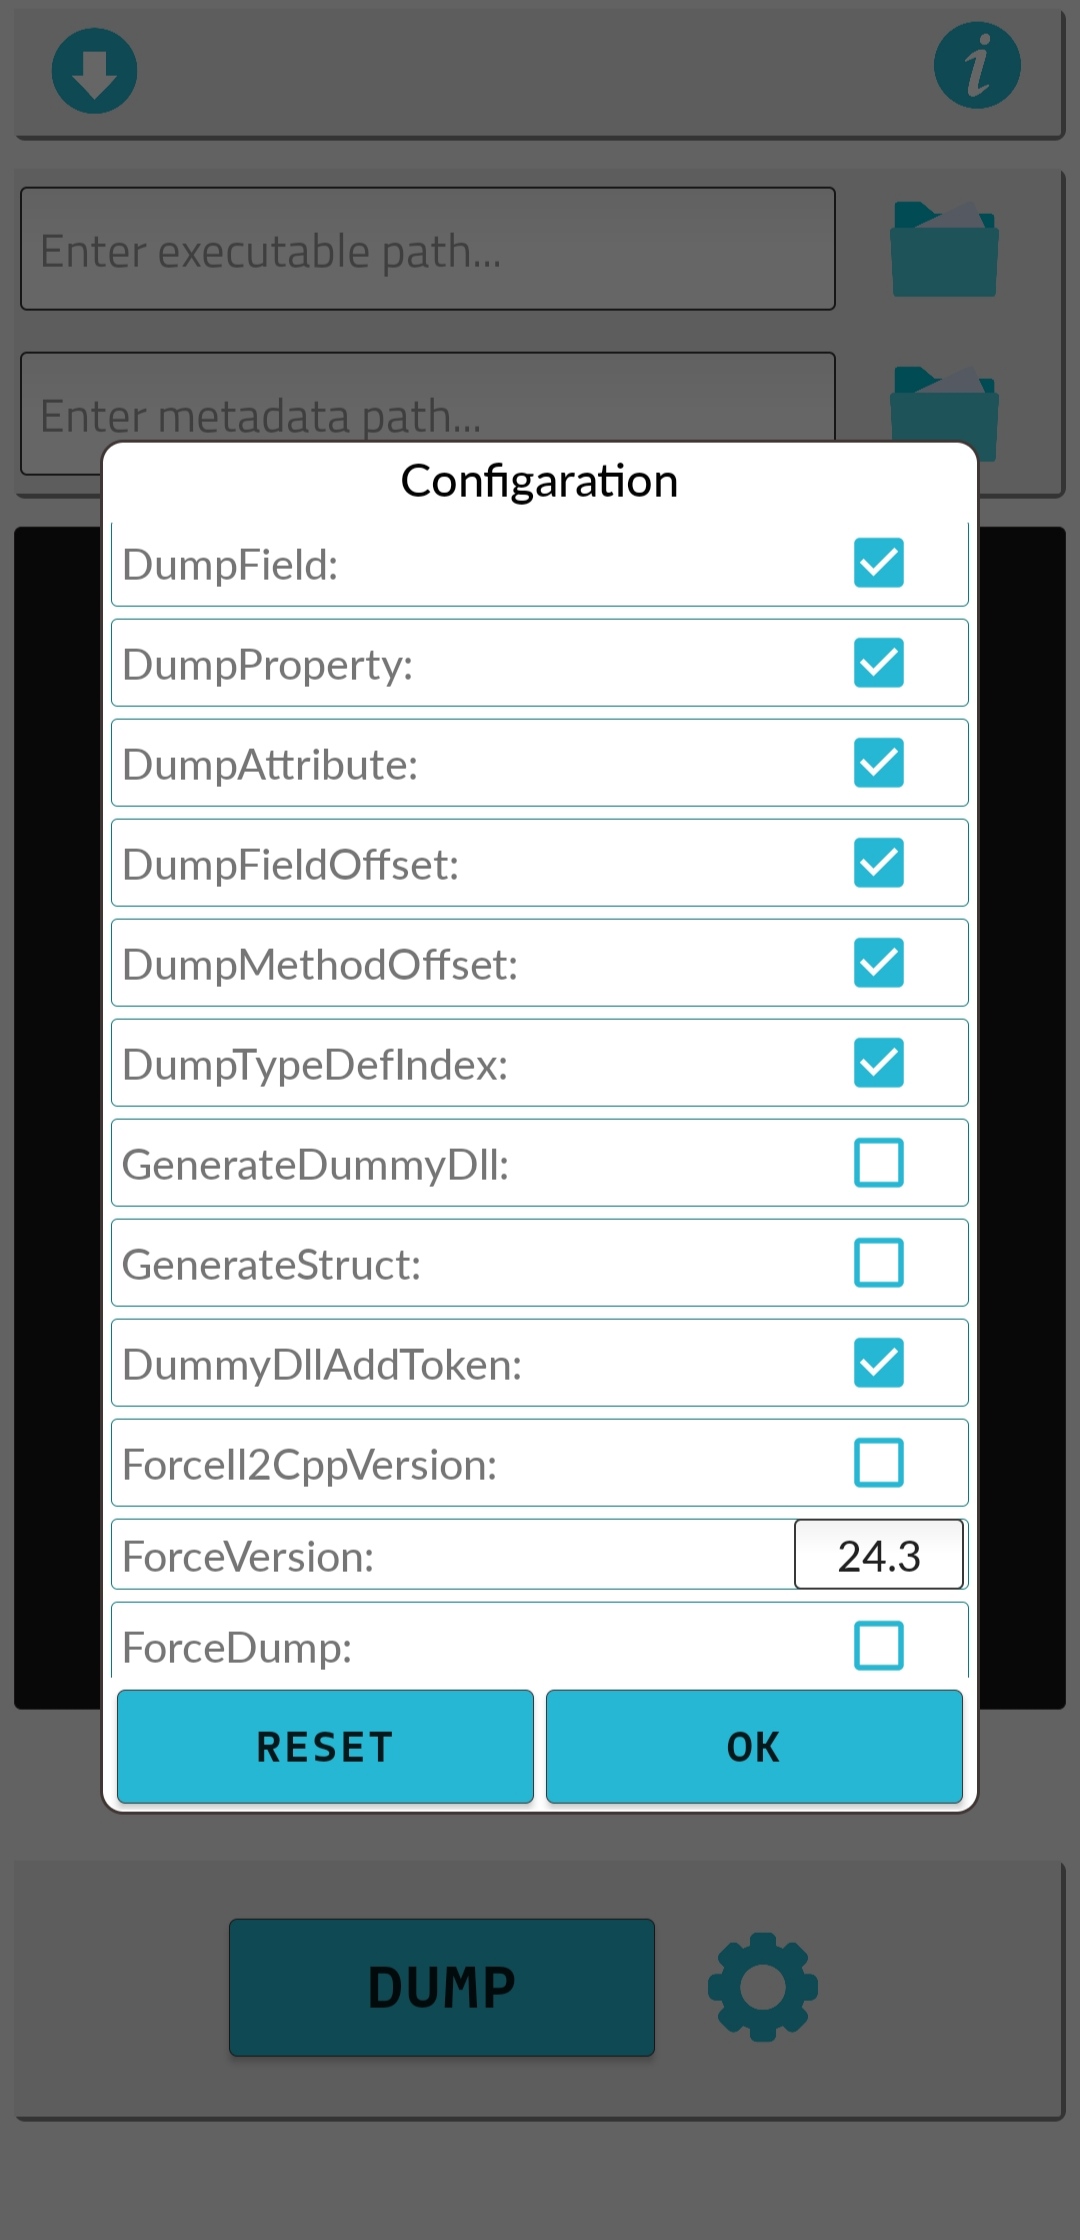 i
Enter executable path...
Enter metadata path...
Configaration
DumpField:
DumpProperty:
DumpAttribute:
DumpFieldOffset:
DumpMethodOffset:
DumpTypeDefIndex:
GenerateDummyDll:
GenerateStruct:
DummyDllAddToken:
ForceIl2CppVersion:
ForceVersion: 24.3
ForceDump:
RESET OK
DUMP